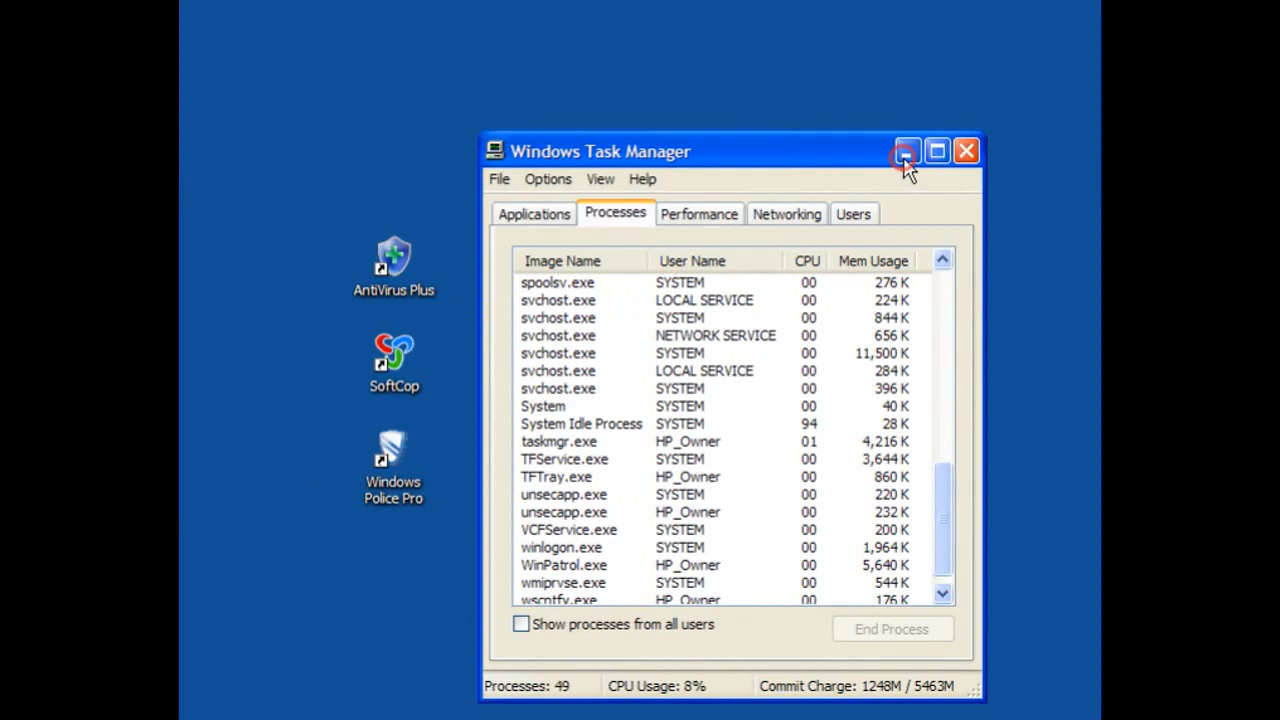 Windows Task Manager
File Options View Help
Applications Processes Performance Networking Users
Image Name User Name CPU Mem Usage
spoolsv.exe SYSTEM 00 276 K
svchost.exe LOCAL SERVICE 00 224 K
svchost.exe SYSTEM 00 844 K
svchost.exe NETWORK SERVICE 00 656 K
svchost.exe SYSTEM 00 11,500 K
svchost.exe LOCAL SERVICE 00 284 K
svchost.exe SYSTEM 00 396 K
System SYSTEM 00 40 K
System Idle Process SYSTEM 94 28 K
taskmgr.exe HP_Owner 01 4,216 K
TFService.exe SYSTEM 00 3,644 K
TFTray.exe HP_Owner 00 860 K
unsecapp.exe SYSTEM 00 220 K
unsecapp.exe HP_Owner 00 232 K
VCFService.exe SYSTEM 00 200 K
winlogon.exe SYSTEM 00 1,964 K
WinPatrol.exe HP_Owner 00 5,640 K
wmiprvse.exe SYSTEM 00 544 K
wscntfy.exe HP_Owner 00 176 K
Show processes from all users
End Process
Processes: 49 CPU Usage: 8% Commit Charge: 1248M / 5463M
AntiVirus Plus
SoftCop
Windows
Police Pro